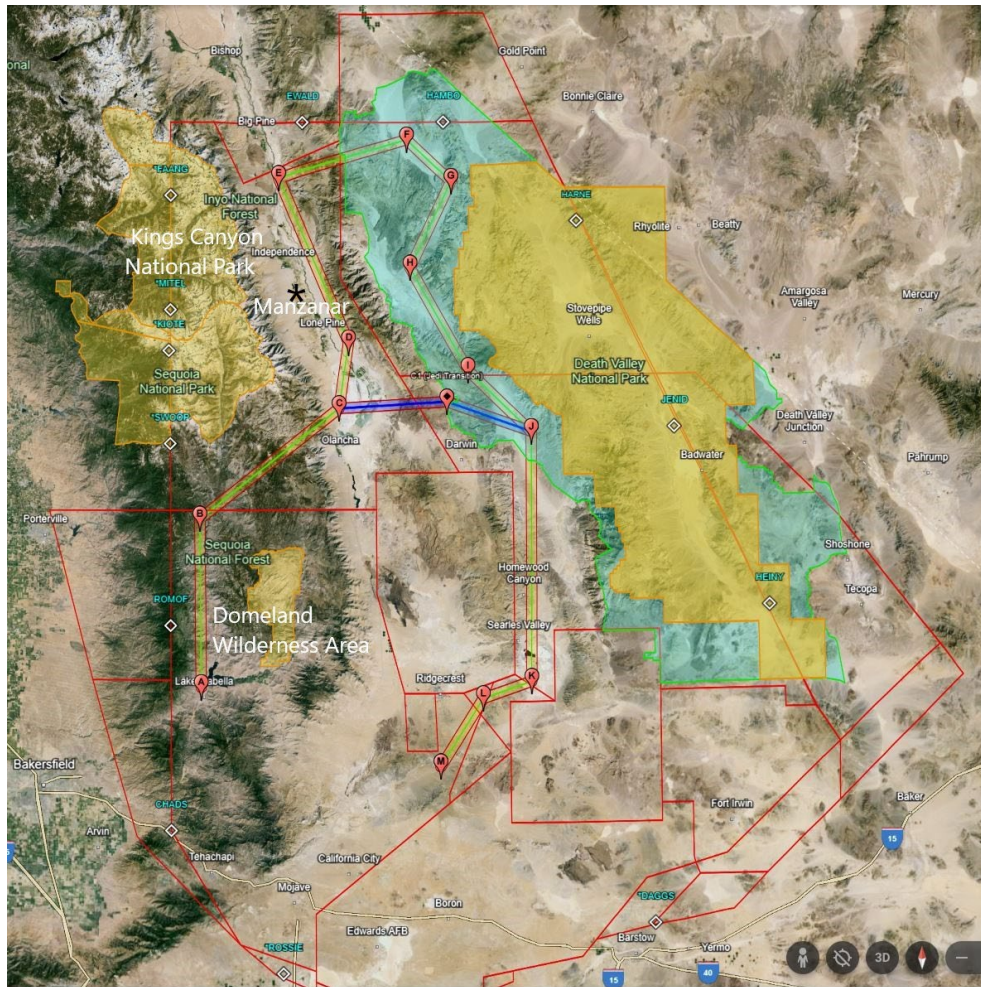 Bishop
onal
Gold Point
EWALD
HAMBO
Bonnie Claire
Big Pine
F
E
G
*FAANG
HARNE
Inyo National
Forest
Rhyolite
Beatty
Kings Canyon
National Park
Independence
H
*MITEL
*
Manzanar
Amargosa
Valley
Mercury
Stovepipe
Wells
*KIOTE
Lone Pine
D
Sequoia
National Park
I
Death Valley
National Park
(Jedi Transition)
JENID
*SWOOP
C
J
Olancha
Darwin
Death Valley
Junction
Badwater
Pahrump
Porterville
B
Sequoia
National Forest
Shoshone
Homewood
Canyon
HEINY
Tecopa
ROMOF
Domeland
Wilderness Area
Searles Valley
Lake
abella
A
Ridgecrest
K
L
M
Bakersfield
CHADS
Fort Irwin
Baker
Arvin
15
Tehachapi
California City
Mojave
Boron
*DAGGS
Edwards AFB
Barstow
Yermo
*ROSSIE
15
40
3D